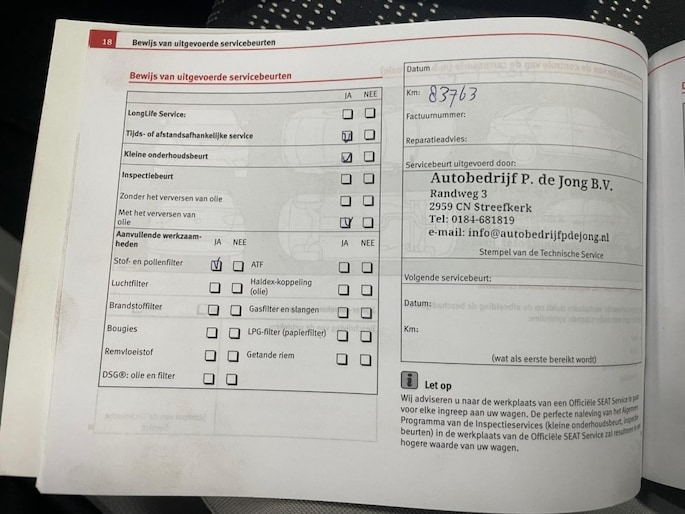 18 Bewijs van uitgevoerde servicebeurten
Bewijs van uitgevoerde servicebeurten
JA NEE
LongLife Service:
Tijds- of afstandsafhankelijke service
Kleine onderhoudsbeurt
Inspectiebeurt
Zonder het verversen van olie
Met het verversen van
olie
Aanvullende werkzaam-
heden JA NEE JA NEE
Stof- en pollenfilter ATF
Luchtfilter Haldex-koppeling
(olie)
Brandstoffilter Gasfilter en slangen
Bougies LPG-filter (papierfilter)
Remvloeistof Getande riem
DSG®: olie en filter
Datum
Km: 83763
Factuurnummer:
Reparatieadvies:
Servicebeurt uitgevoerd door:
Autobedrijf P. de Jong B.V.
Randweg 3
2959 CN Streefkerk
Tel: 0184-681819
e-mail: info@autobedrijfpdejong.nl
Stempel van de Technische Service
Volgende servicebeurt:
Datum:
Km:
(wat als eerste bereikt wordt)
Let op
Wij adviseren u naar de werkplaats van een Officiële SEAT Service te
voor elke ingreep aan uw wagen. De perfecte naleving van het
Programma van de Inspectieservices (kleine onderhoudsbeurt,
beurten) in de werkplaats van de Officiële SEAT Service zal
hogere waarde van uw wagen.